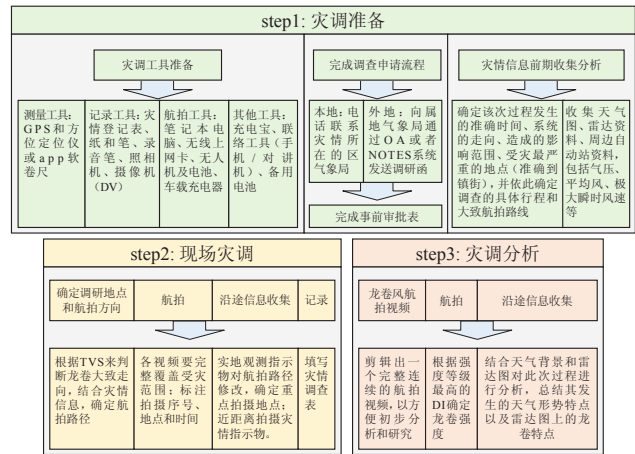 step1: 灾调准备
灾调工具准备
完成调查申请流程
灾情信息前期收集分析
测量工具:
GPS和方
位定位仪
或app软
卷尺
记录工具:灾
情登记表、
纸和笔、录
音笔、照相
机、摄像机
(DV)
航拍工具:
笔记本电
脑、无线上
网卡、无人
机及电池、
车载充电器
其他工具:
充电宝、联
络工具(手
机/对讲
机)、备用
电池
本地:电
话联系
灾情所
在的区
气象局
外地:向属
地气象局通
过OA或者
NOTES系统
发送调研函
完成事前审批表
确定该次过程发生
的准确时间、系统
的走向、造成的影
响范围、受灾最严
重的地点(准确到
镇街),并依此确定
调查的具体行程和
大致航拍路线
收集天气
图、雷达资
料、周边自
动站资料,
包括气压、
平均风、极
大瞬时风速
等
step2: 现场灾调
确定调研地点
和航拍方向
航拍
沿途信息收集
记录
根据TVS来判
断龙卷大致走
向,结合灾情
信息,确定航
拍路径
各视频要完
整覆盖受灾
范围;标注
拍摄序号、
地点和时间
实地观测指示
物对航拍路径
修改,确定重
点拍摄地点;
近距离拍摄灾
情指示物。
填写
灾情
调查
表
step3: 灾调分析
龙卷风航
拍视频
航拍
沿途信息收集
剪辑出一
个完整连
续的航拍
视频,以方
便初步分
析和研究
根据强
度等级
最高的
DI确定
龙卷强
度
结合天气背景和雷
达图对此次过程进
行分析,总结其发
生的天气形势特点
以及雷达图上的龙
卷特点